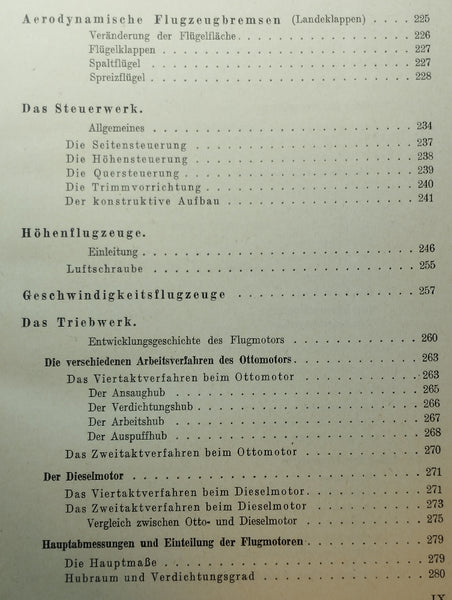 Aerodynamische Flugzeugbremsen (Landeklappen) . . . . 225
Veränderung der Flügelfläche . . . . . . . . . . . . 226
Flügelklappen . . . . . . . . . . . . . . . . . . . 227
Spaltflügel . . . . . . . . . . . . . . . . . . . . 227
Spreizflügel . . . . . . . . . . . . . . . . . . . . 228
Das Steuerwerk.
Allgemeines . . . . . . . . . . . . . . . . . . . . 234
Die Seitensteuerung . . . . . . . . . . . . . . . . 237
Die Höhensteuerung . . . . . . . . . . . . . . . . . 238
Die Quersteuerung . . . . . . . . . . . . . . . . . 239
Die Trimmvorrichtung . . . . . . . . . . . . . . . . 240
Der konstruktive Aufbau . . . . . . . . . . . . . . 241
Höhenflugzeuge.
Einleitung . . . . . . . . . . . . . . . . . . . . . 246
Luftschraube . . . . . . . . . . . . . . . . . . . . 255
Geschwindigkeitsflugzeuge . . . . . . . . . . . . . 257
Das Triebwerk.
Entwicklungsgeschichte des Flugmotors . . . . . . . 260
Die verschiedenen Arbeitsverfahren des Ottomotors . . . . 263
Das Viertaktverfahren beim Ottomotor . . . . . . . . 263
Der Ansaughub . . . . . . . . . . . . . . . . . . . 265
Der Verdichtungshub . . . . . . . . . . . . . . . . 266
Der Arbeitshub . . . . . . . . . . . . . . . . . . . 267
Der Auspuffhub . . . . . . . . . . . . . . . . . . . 268
Das Zweitaktverfahren beim Ottomotor . . . . . . . . 270
Der Dieselmotor . . . . . . . . . . . . . . . . . . 271
Das Viertaktverfahren beim Dieselmotor . . . . . . . 271
Das Zweitaktverfahren beim Dieselmotor . . . . . . . 273
Vergleich zwischen Otto- und Dieselmotor . . . . . . 275
Hauptabmessungen und Einteilung der Flugmotoren . . . . 279
Die Hauptmaße . . . . . . . . . . . . . . . . . . . 279
Hubraum und Verdichtungsgrad . . . . . . . . . . . . 280
IX